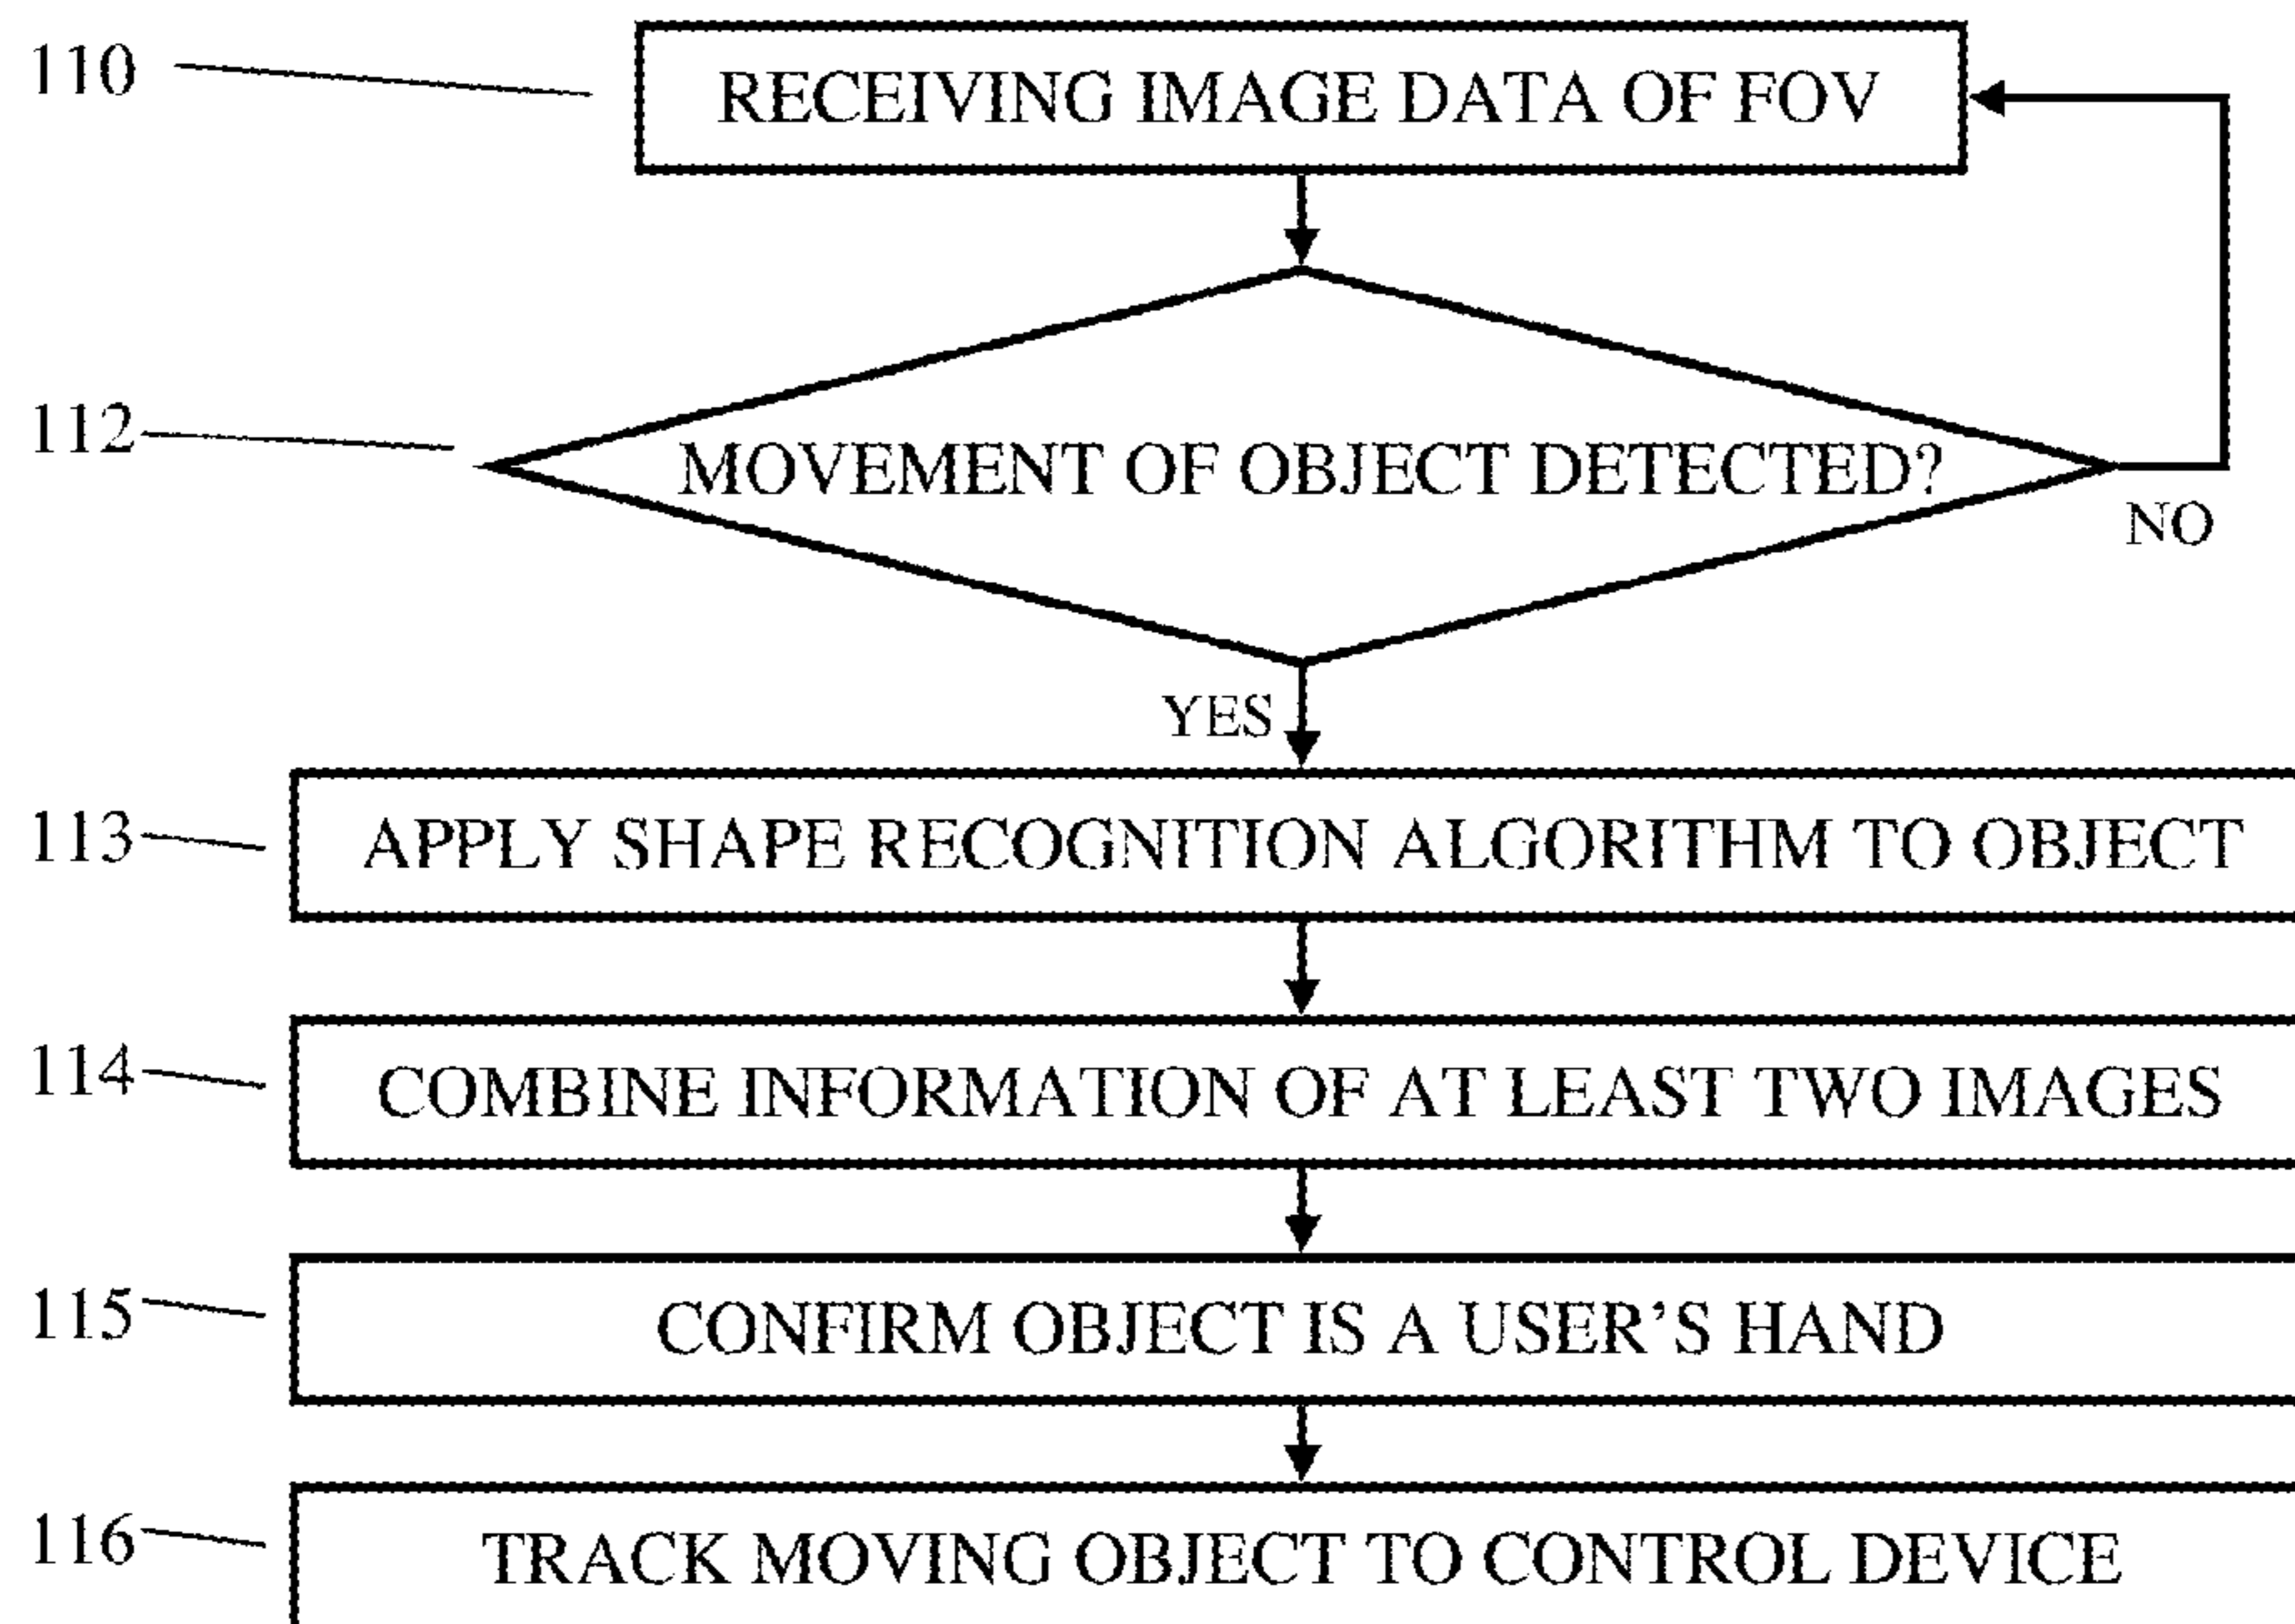 110 RECEIVING IMAGE DATA OF FOV
112 MOVEMENT OF OBJECT DETECTED?
NO
YES
113 APPLY SHAPE RECOGNITION ALGORITHM TO OBJECT
114 COMBINE INFORMATION OF AT LEAST TWO IMAGES
115 CONFIRM OBJECT IS A USER’S HAND
116 TRACK MOVING OBJECT TO CONTROL DEVICE